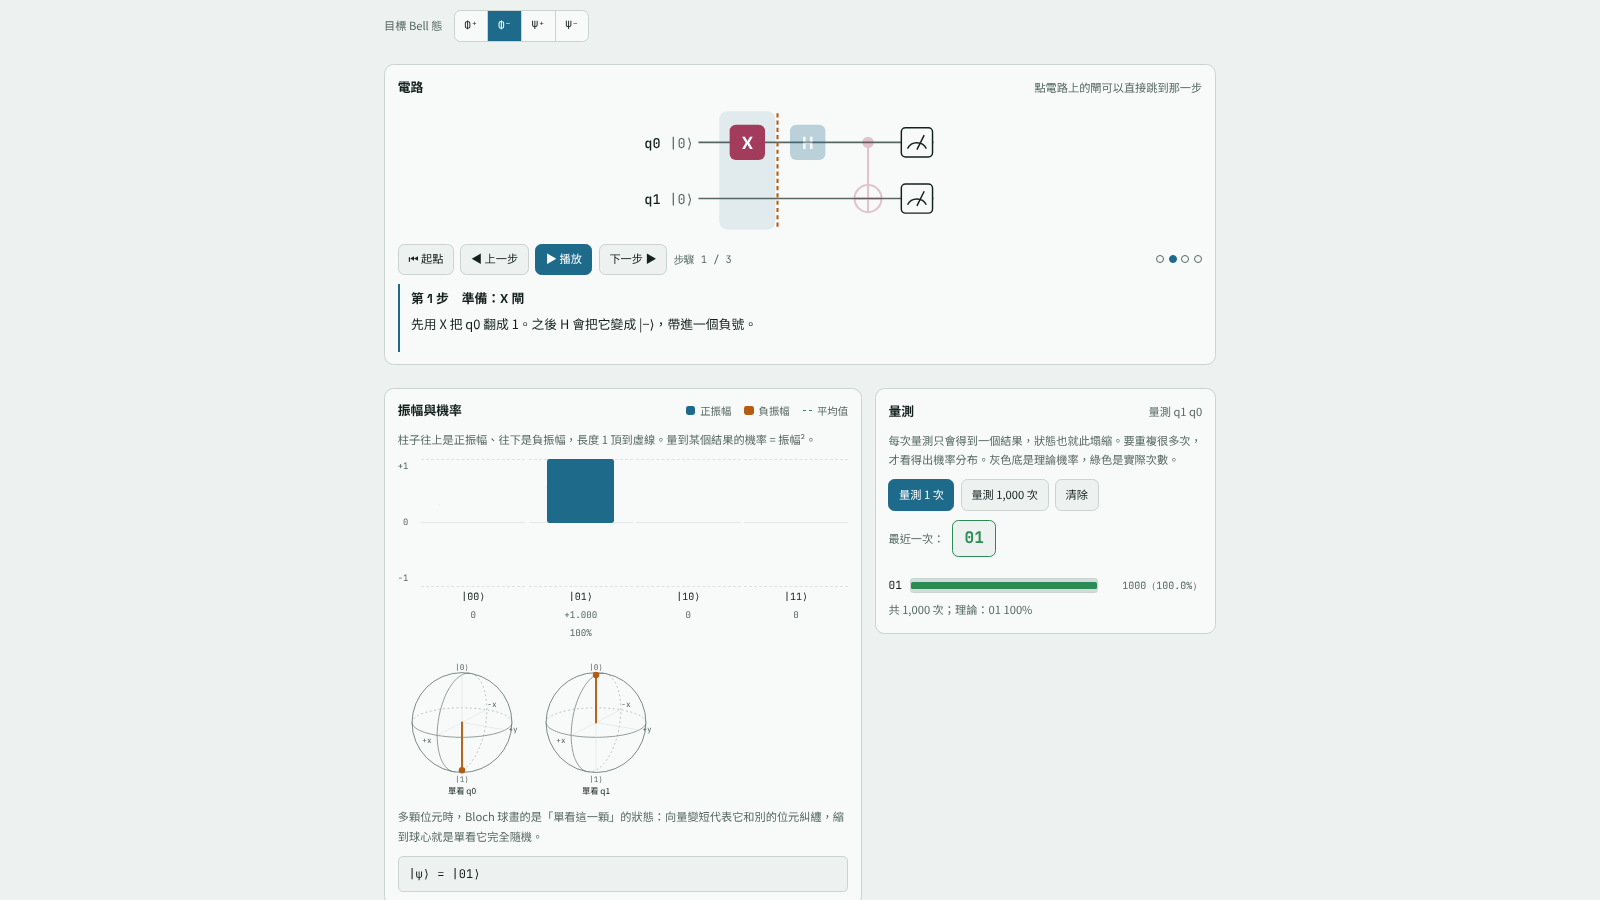 目標 Bell 態 Φ⁺ Φ⁻ Ψ⁺ Ψ⁻
電路 點電路上的閘可以直接跳到那一步
q0 |0⟩ X H
q1 |0⟩
⏮ 起點 ◀ 上一步 ▶ 播放 下一步 ▶ 步驟 1 / 3
第 1 步 準備：X 閘
先用 X 把 q0 翻成 1。之後 H 會把它變成 |−⟩，帶進一個負號。
振幅與機率 正振幅 負振幅 平均值
柱子往上是正振幅、往下是負振幅，長度 1 頂到虛線。量到某個結果的機率 = 振幅²。
+1
0
-1
|00⟩ |01⟩ |10⟩ |11⟩
0 +1.000 0 0
100%
|0⟩ |0⟩
-x -x
+y +y
+x +x
|1⟩ |1⟩
單看 q0 單看 q1
多顆位元時，Bloch 球畫的是「單看這一顆」的狀態：向量變短代表它和別的位元糾纏，縮
到球心就是單看它完全隨機。
|ψ⟩ = |01⟩
量測 量測 q1 q0
每次量測只會得到一個結果，狀態也就此塌縮。要重複很多次，
才看得出機率分布。灰色底是理論機率，綠色是實際次數。
量測 1 次 量測 1,000 次 清除
最近一次： 01
01 1000 (100.0%)
共 1,000 次；理論：01 100%